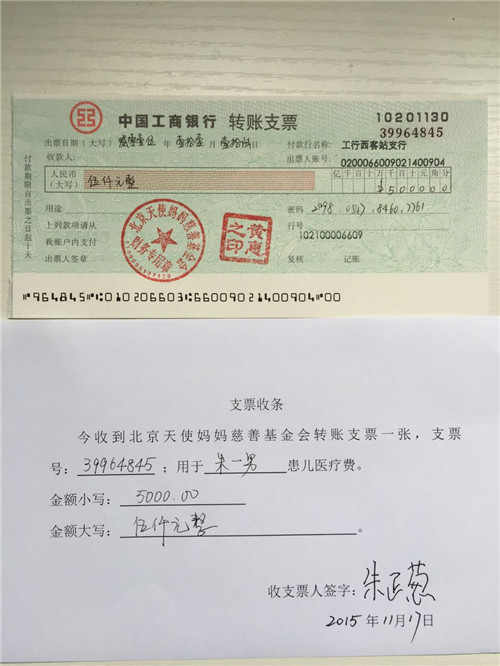 中国工商银行 转账支票
10201130
39964845
出票日期(大写) 贰零壹伍 年 壹拾壹 月 壹拾柒
付款行名称: 工行西客站支行
收款人:
出票人账号: 0200066009021400904
人民币
(大写)
伍仟元整
亿千百十万千百十元角分
¥500000
用途
密码
上列款项请从
行号
102100006609
我账户内支付
出票人签章
复核 记账
付款期限自出票之日起十天
北京天使妈妈慈善基金会
财务专用章
黄惠之印
支票收条
今收到北京天使妈妈慈善基金会转账支票一张,支票
号:39964845;用于 朱一男 患儿医疗费。
金额小写: 5000.00
金额大写: 伍仟元整 。
收支票人签字:
2015年11月17日